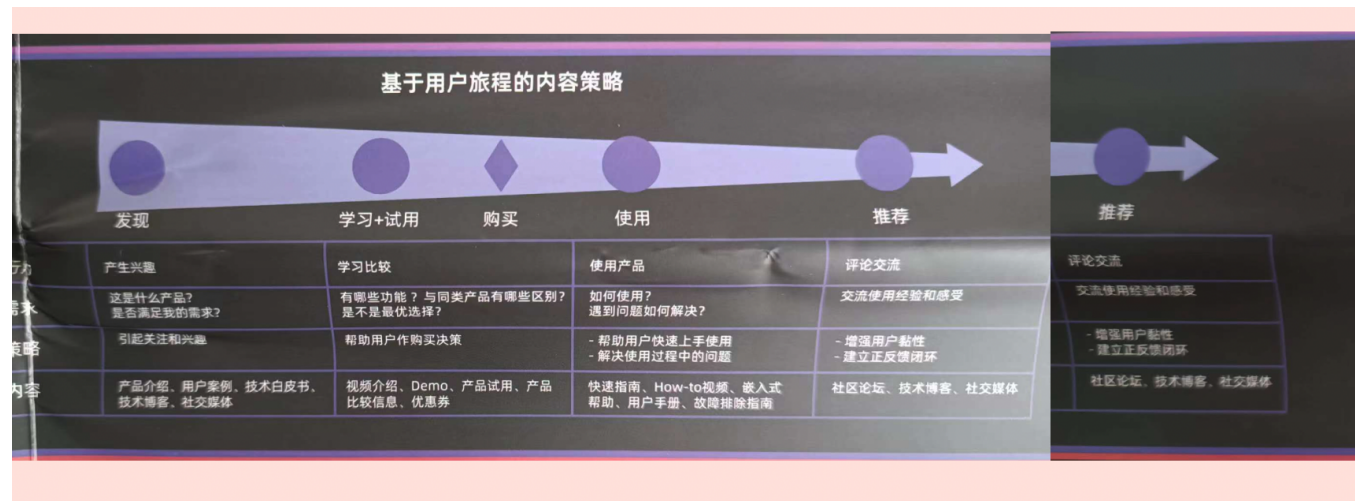 基于用户旅程的内容策略
发现
学习+试用
购买
使用
推荐
推荐
产生兴趣
学习比较
使用产品
评论交流
评论交流
需求
这是什么产品?
是否满足我的需求?
有哪些功能?与同类产品有哪些区别?
是不是最优选择?
如何使用?
遇到问题如何解决?
交流使用经验和感受
交流使用经验和感受
策略
引起关注和兴趣
帮助用户作购买决策
- 帮助用户快速上手使用
- 解决使用过程中的问题
- 增强用户黏性
- 建立正反馈闭环
- 增强用户黏性
- 建立正反馈闭环
内容
产品介绍、用户案例、技术白皮书、
技术博客、社交媒体
视频介绍、Demo、产品试用、产品
比较信息、优惠券
快速指南、How-to视频、嵌入式
帮助、用户手册、故障排除指南
社区论坛、技术博客、社交媒体
社区论坛、技术博客、社交媒体